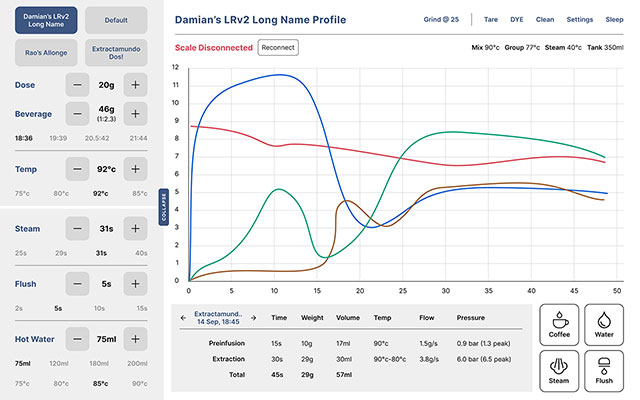 Damian's LRv2 Long Name
Default
Rao's Allonge
Extractamundo Dos!
Dose — 20g +
Beverage — 46g (1:2.3) +
18:36 19:39 20.5:42 21:44
Temp — 92°c +
75°c 80°c 92°c 85°c
Steam — 31s +
25s 29s 31s 40s
Flush — 5s +
2s 5s 10s 15s
Hot Water — 75ml +
75ml 120ml 180ml 200ml
75°c 80°c 85°c 90°c
COLLAPSE
Damian's LRv2 Long Name Profile
Grind @ 25 Tare DYE Clean Settings Sleep
Scale Disconnected Reconnect
Mix 90°c Group 77°c Steam 40°c Tank 350ml
12
11
10
9
8
7
6
5
4
3
2
1
0
0 5 10 15 20 25 30 35 40 45 50
← Extractamund.. 14 Sep, 18:45 → Time Weight Volume Temp Flow Pressure
Preinfusion 15s 10g 17ml 90°c 1.5g/s 0.9 bar (1.3 peak)
Extraction 30s 29g 30ml 90°c-80°c 3.8g/s 6.0 bar (6.5 peak)
Total 45s 29g 57ml
Coffee
Water
Steam
Flush